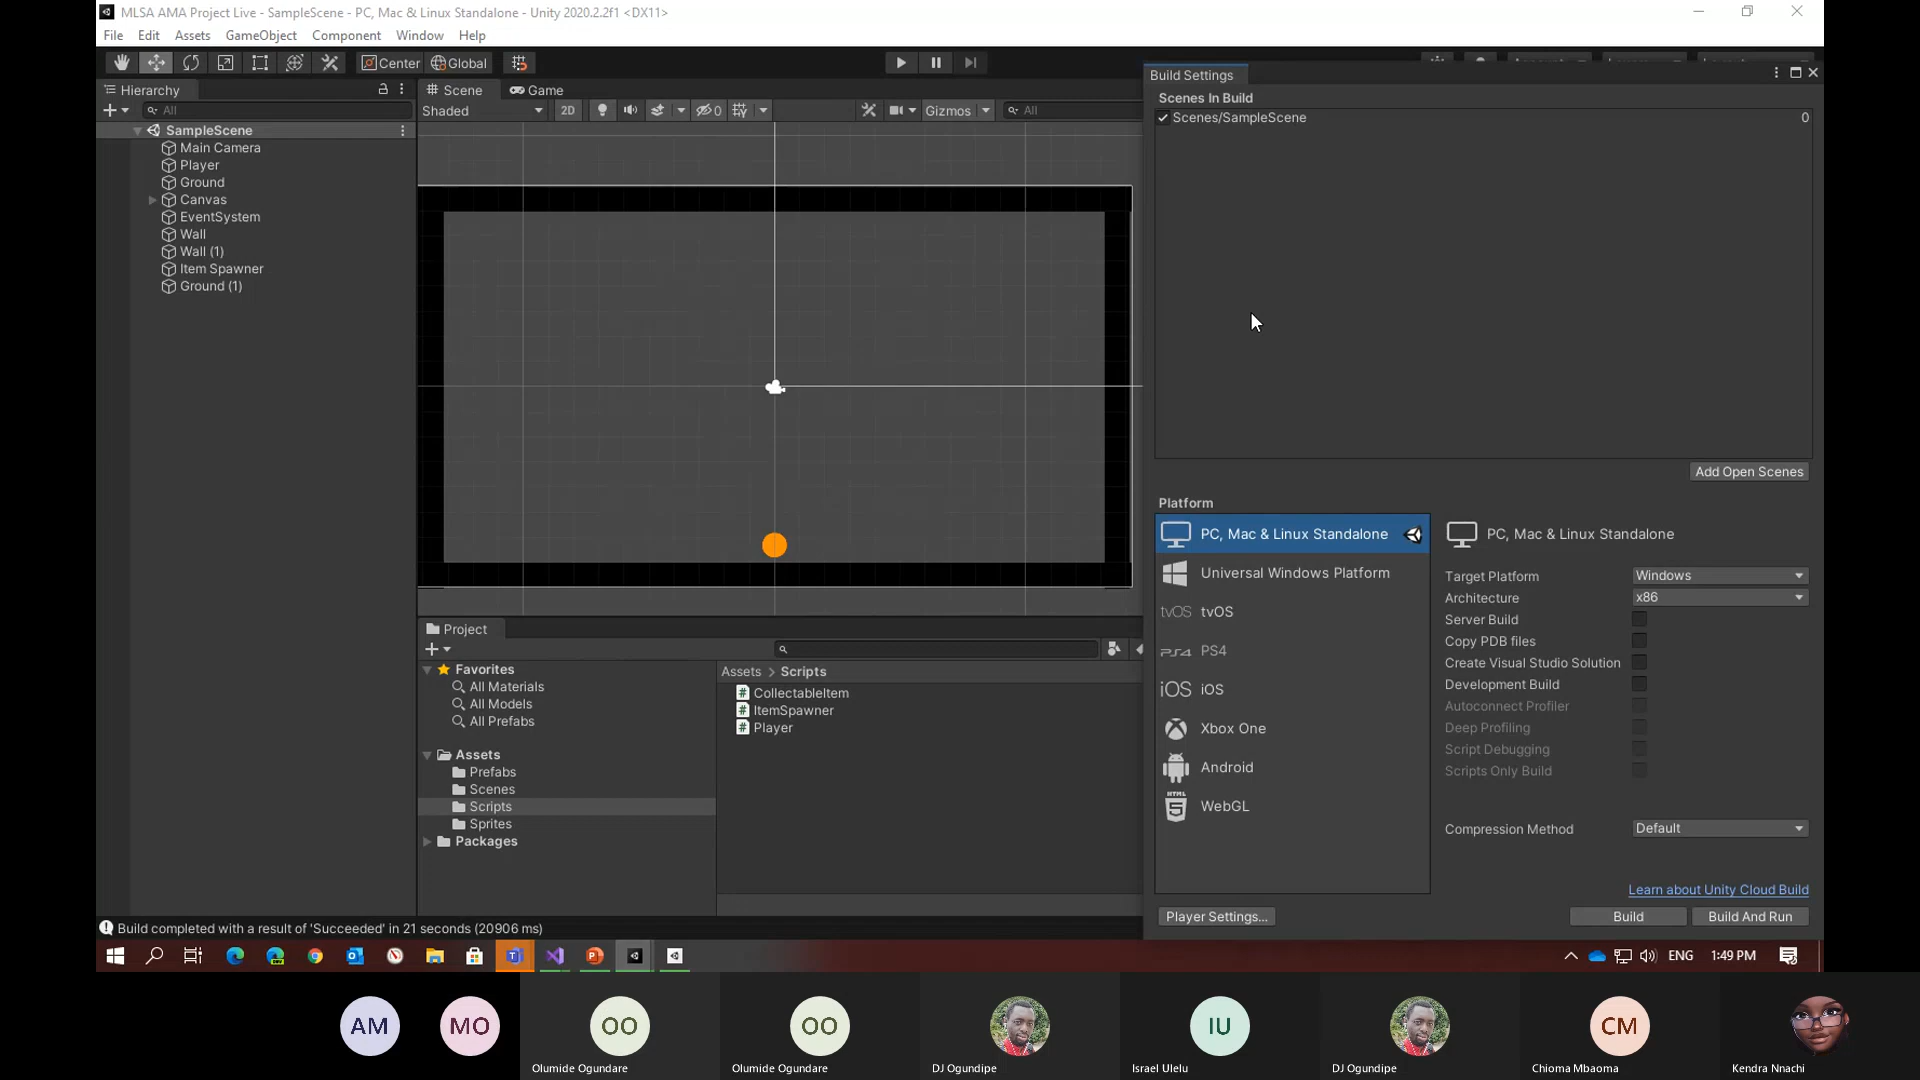 MLSA AMA Project Live - SampleScene - PC, Mac & Linux Standalone - Unity 2020.2.2f1 <DX11>
File Edit Assets GameObject Component Window Help
Center Global
Hierarchy
All
SampleScene
Main Camera
Player
Ground
Canvas
EventSystem
Wall
Wall (1)
Item Spawner
Ground (1)
Scene Game
Shaded 2D 0 Gizmos All
Project
Favorites
All Materials
All Models
All Prefabs
Assets
Prefabs
Scenes
Scripts
Sprites
Packages
Assets > Scripts
CollectableItem
ItemSpawner
Player
Build Settings
Scenes In Build
Scenes/SampleScene 0
Add Open Scenes
Platform
PC, Mac & Linux Standalone
Universal Windows Platform
tvOS tvOS
PS4 PS4
iOS iOS
Xbox One
Android
HTML 5 WebGL
PC, Mac & Linux Standalone
Target Platform Windows
Architecture x86
Server Build
Copy PDB files
Create Visual Studio Solution
Development Build
Autoconnect Profiler
Deep Profiling
Script Debugging
Scripts Only Build
Compression Method Default
Learn about Unity Cloud Build
Player Settings... Build Build And Run
Build completed with a result of 'Succeeded' in 21 seconds (20906 ms)
ENG 1:49 PM
AM MO OO OO IU CM
Olumide Ogundare Olumide Ogundare DJ Ogundipe Israel Ulelu DJ Ogundipe Chioma Mbaoma Kendra Nnachi